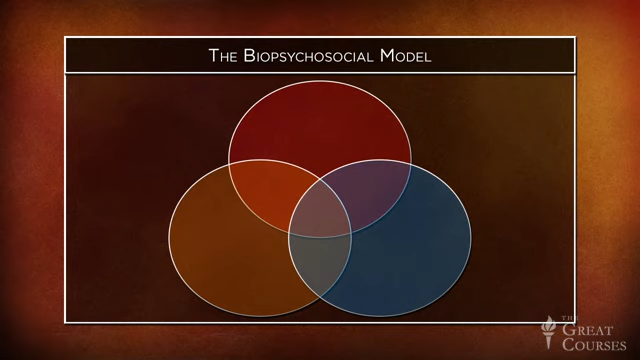 The Biopsychosocial Model
The
Great
Courses